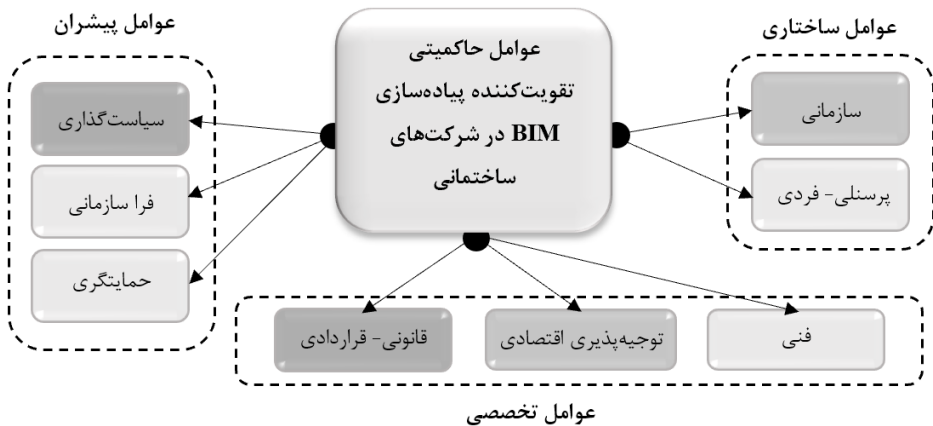 عوامل ساختاری
سازمانی
پرسنلی- فردی
عوامل حاکمیتی
تقویت‌کننده پیاده‌سازی
BIM در شرکت‌های
ساختمانی
عوامل پیشران
سیاست‌گذاری
فرا سازمانی
حمایتگری
فنی
توجیه‌پذیری اقتصادی
قانونی- قراردادی
عوامل تخصصی